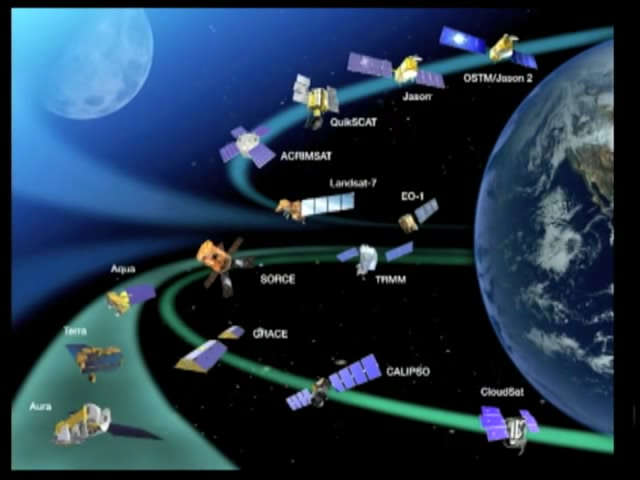 OSTM/Jason 2
Jason
QuikSCAT
ACRIMSAT
Landsat-7
EO-1
Aqua
SORCE
TRMM
Terra
GRACE
CALIPSO
CloudSat
Aura